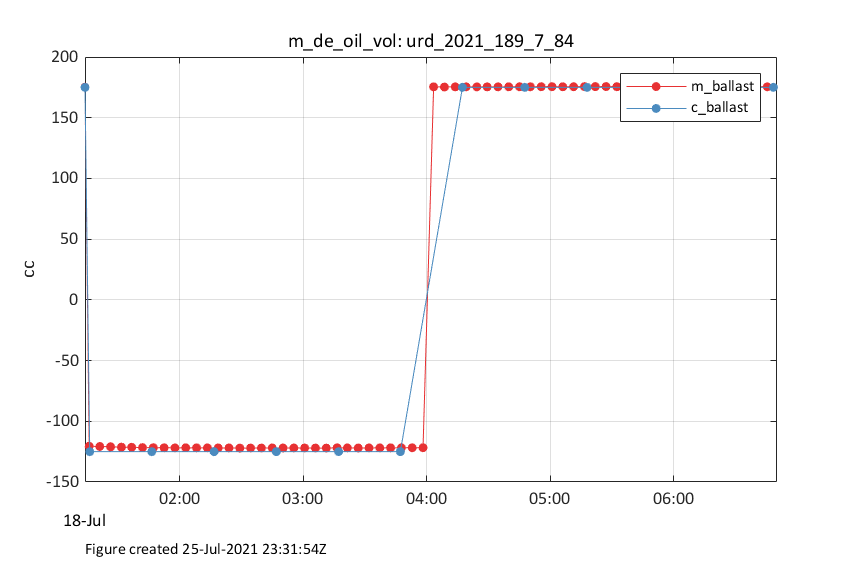 m_de_oil_vol: urd_2021_189_7_84
200
150
100
50
0
-50
-100
-150
cc
m_ballast
c_ballast
02:00 03:00 04:00 05:00 06:00
18-Jul
Figure created 25-Jul-2021 23:31:54Z